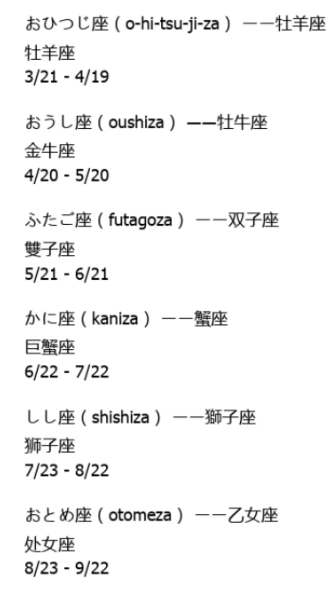 おひつじ座（o-hi-tsu-ji-za） －－牡羊座
牡羊座
3/21 - 4/19
おうし座（oushiza） ——牡牛座
金牛座
4/20 - 5/20
ふたご座（futagoza） －－双子座
雙子座
5/21 - 6/21
かに座（kaniza） －－蟹座
巨蟹座
6/22 - 7/22
しし座（shishiza） －－獅子座
狮子座
7/23 - 8/22
おとめ座（otomeza） －－乙女座
处女座
8/23 - 9/22